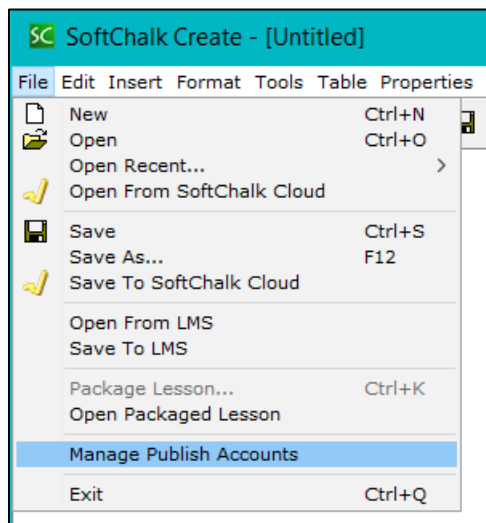 SC SoftChalk Create - [Untitled]
File Edit Insert Format Tools Table Properties
New Ctrl+N
Open Ctrl+O
Open Recent...
Open From SoftChalk Cloud
Save Ctrl+S
Save As... F12
Save To SoftChalk Cloud
Open From LMS
Save To LMS
Package Lesson... Ctrl+K
Open Packaged Lesson
Manage Publish Accounts
Exit Ctrl+Q